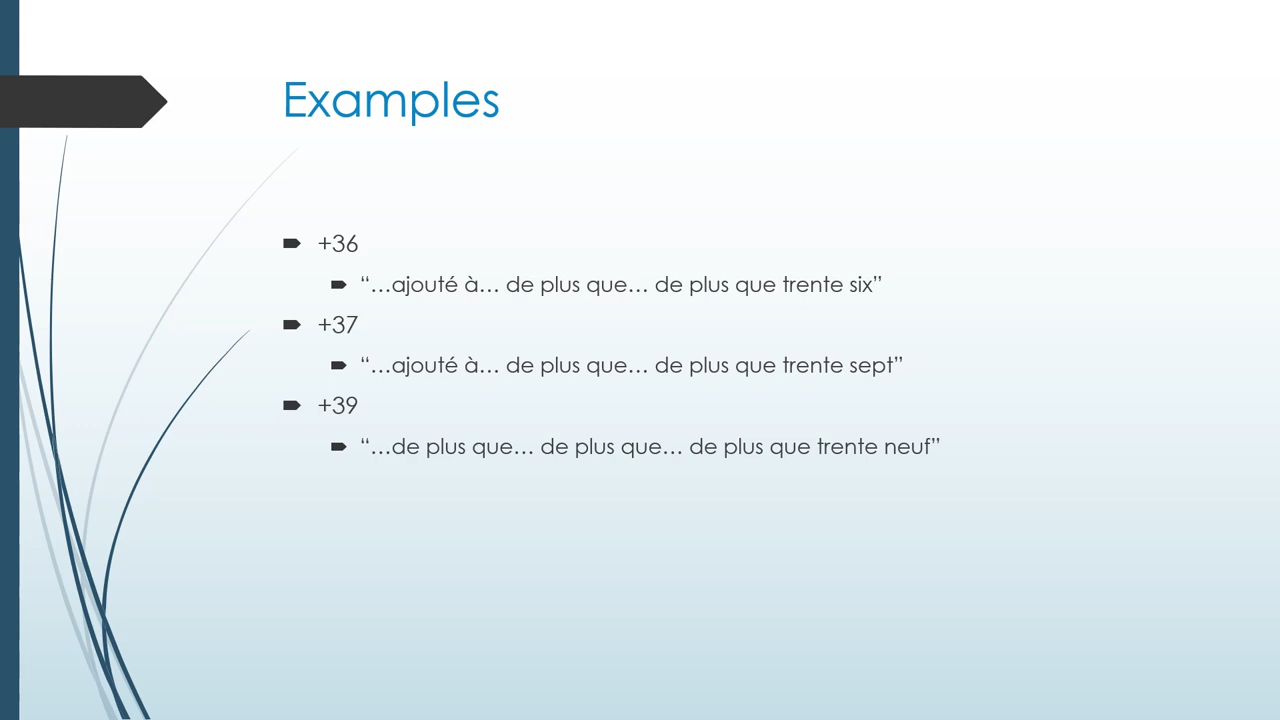 Examples
+36
“…ajouté à… de plus que… de plus que trente six”
+37
“…ajouté à… de plus que… de plus que trente sept”
+39
“…de plus que… de plus que… de plus que trente neuf”